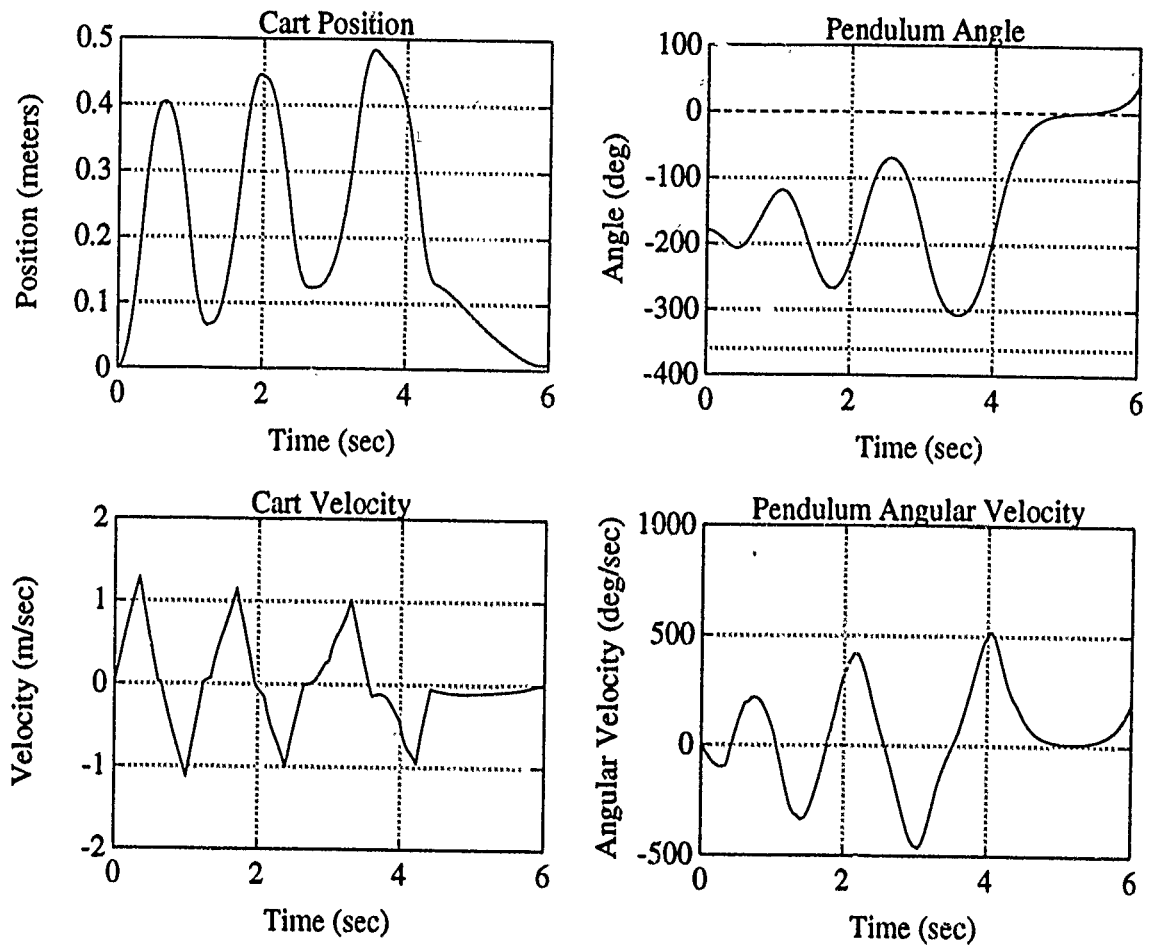 Cart Position
Position (meters)
0.5
0.4
0.3
0.2
0.1
0
0 2 4 6
Time (sec)
Pendulum Angle
Angle (deg)
100
0
-100
-200
-300
-400
0 2 4 6
Time (sec)
Cart Velocity
Velocity (m/sec)
2
1
0
-1
-2
0 2 4 6
Time (sec)
Pendulum Angular Velocity
Angular Velocity (deg/sec)
1000
500
0
-500
0 2 4 6
Time (sec)